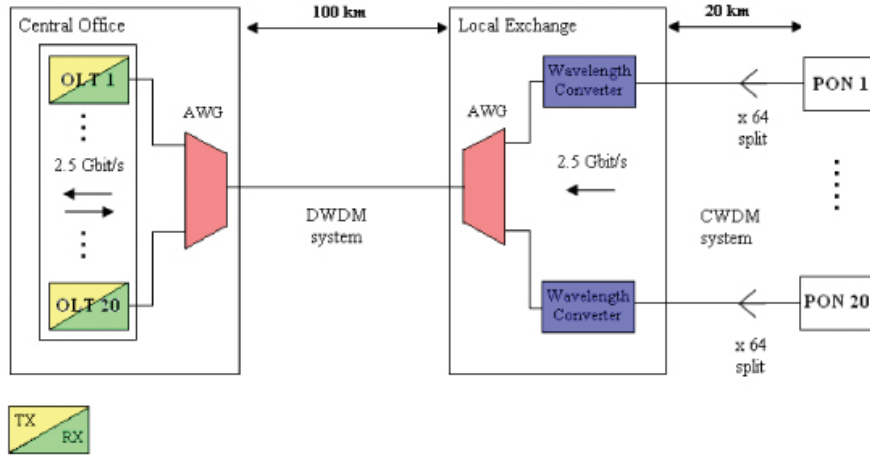 100 km
20 km
Central Office
Local Exchange
OLT 1
AWG
2.5 Gbit/s
OLT 20
DWDM
system
AWG
Wavelength
Converter
2.5 Gbit/s
Wavelength
Converter
x 64
split
CWDM
system
x 64
split
PON 1
PON 20
TX
RX